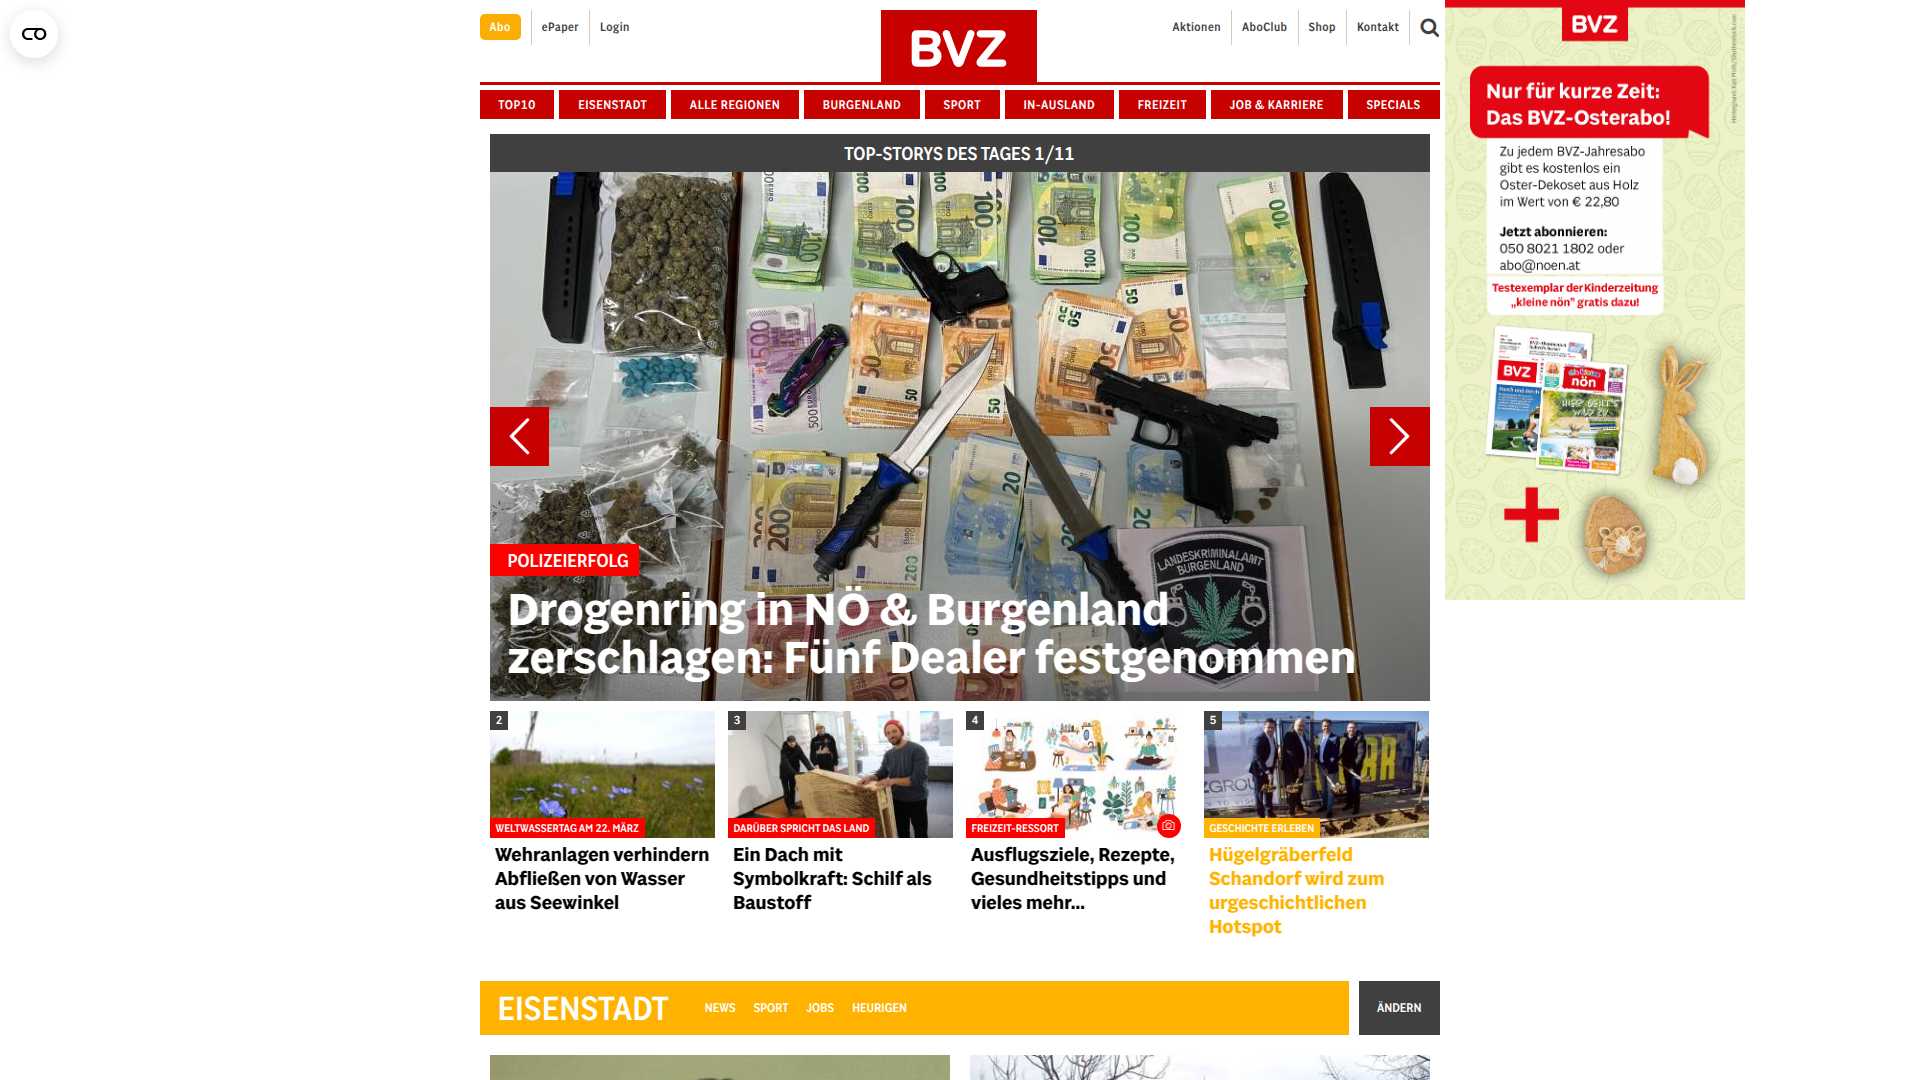 Abo
ePaper
Login
BVZ
Aktionen
AboClub
Shop
Kontakt
TOP10
EISENSTADT
ALLE REGIONEN
BURGENLAND
SPORT
IN-AUSLAND
FREIZEIT
JOB & KARRIERE
SPECIALS
TOP-STORYS DES TAGES 1/11
LANDESKRIMINALAMT
BURGENLAND
POLIZEIERFOLG
Drogenring in NÖ & Burgenland
zerschlagen: Fünf Dealer festgenommen
2
WELTWASSERTAG AM 22. MÄRZ
Wehranlagen verhindern
Abfließen von Wasser
aus Seewinkel
3
DARÜBER SPRICHT DAS LAND
Ein Dach mit
Symbolkraft: Schilf als
Baustoff
4
FREIZEIT-RESSORT
Ausflugsziele, Rezepte,
Gesundheitstipps und
vieles mehr...
5
GESCHICHTE ERLEBEN
Hügelgräberfeld
Schandorf wird zum
urgeschichtlichen
Hotspot
EISENSTADT
NEWS
SPORT
JOBS
HEURIGEN
ÄNDERN
BVZ
Nur für kurze Zeit:
Das BVZ-Osterabo!
Zu jedem BVZ-Jahresabo
gibt es kostenlos ein
Oster-Dekoset aus Holz
im Wert von € 22,80
Jetzt abonnieren:
050 8021 1802 oder
abo@noen.at
Testexemplar der Kinderzeitung
„kleine nön" gratis dazu!
BVZ
nön